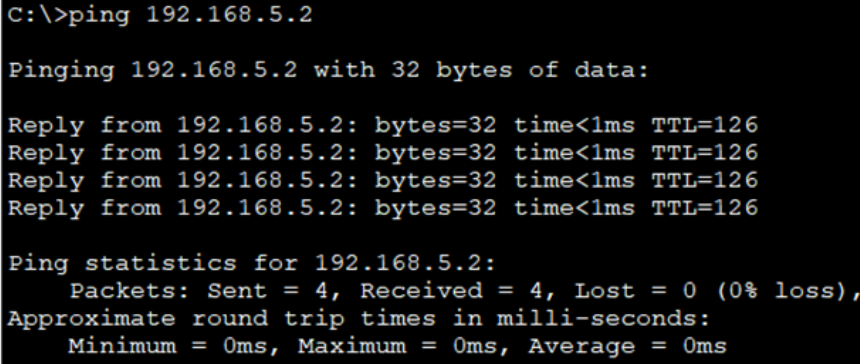 C:\>ping 192.168.5.2
Pinging 192.168.5.2 with 32 bytes of data:
Reply from 192.168.5.2: bytes=32 time<1ms TTL=126
Reply from 192.168.5.2: bytes=32 time<1ms TTL=126
Reply from 192.168.5.2: bytes=32 time<1ms TTL=126
Reply from 192.168.5.2: bytes=32 time<1ms TTL=126
Ping statistics for 192.168.5.2:
    Packets: Sent = 4, Received = 4, Lost = 0 (0% loss),
Approximate round trip times in milli-seconds:
    Minimum = 0ms, Maximum = 0ms, Average = 0ms